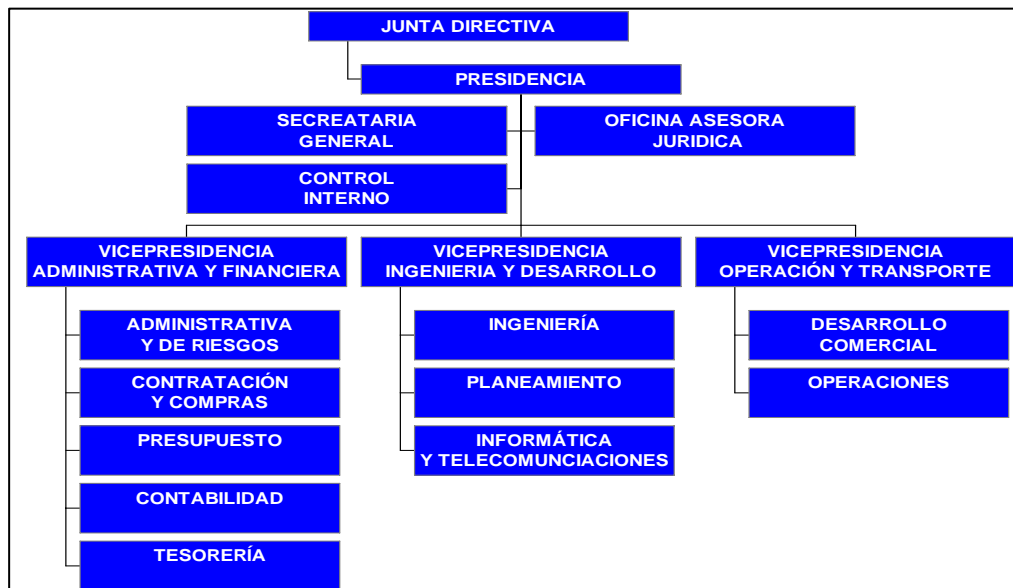 JUNTA DIRECTIVA
PRESIDENCIA
SECREATARIA
GENERAL
OFICINA ASESORA
JURIDICA
CONTROL
INTERNO
VICEPRESIDENCIA
ADMINISTRATIVA Y FINANCIERA
VICEPRESIDENCIA
INGENIERIA Y DESARROLLO
VICEPRESIDENCIA
OPERACIÓN Y TRANSPORTE
ADMINISTRATIVA
Y DE RIESGOS
CONTRATACIÓN
Y COMPRAS
PRESUPUESTO
CONTABILIDAD
TESORERÍA
INGENIERÍA
PLANEAMIENTO
INFORMÁTICA
Y TELECOMUNCIACIONES
DESARROLLO
COMERCIAL
OPERACIONES